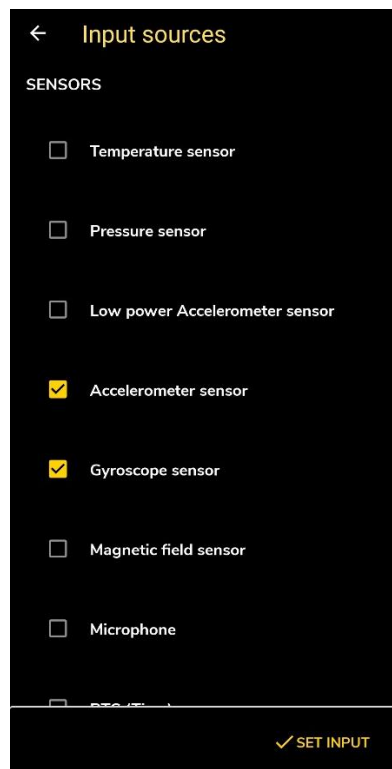 Input sources
SENSORS
Temperature sensor
Pressure sensor
Low power Accelerometer sensor
Accelerometer sensor
Gyroscope sensor
Magnetic field sensor
Microphone
SET INPUT